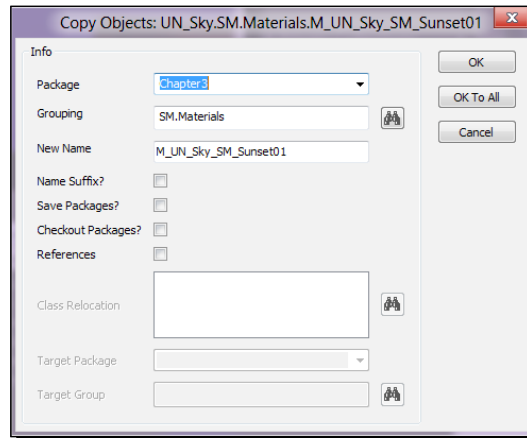 Copy Objects: UN_Sky.SM.Materials.M_UN_Sky_SM_Sunset01
x
Info
OK
Package
Chapter3
OK To All
Grouping
SM.Materials
Cancel
New Name
M_UN_Sky_SM_Sunset01
Name Suffix?
Save Packages?
Checkout Packages?
References
Class Relocation
Target Package
Target Group